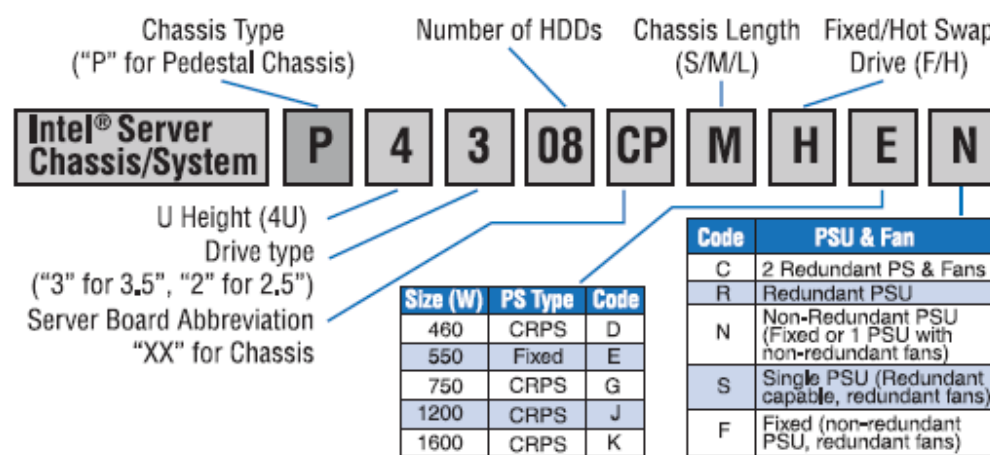 Chassis Type
("P" for Pedestal Chassis)
Number of HDDs
Chassis Length
(S/M/L)
Fixed/Hot Swap
Drive (F/H)
Intel® Server
Chassis/System
P 4 3 08 CP M H E N
U Height (4U)
Drive type
("3" for 3.5", "2" for 2.5")
Server Board Abbreviation
"XX" for Chassis
Size (W) PS Type Code
460 CRPS D
550 Fixed E
750 CRPS G
1200 CRPS J
1600 CRPS K
Code PSU & Fan
C 2 Redundant PS & Fans
R Redundant PSU
N Non-Redundant PSU
(Fixed or 1 PSU with
non-redundant fans)
S Single PSU (Redundant
capable, redundant fans)
F Fixed (non-redundant
PSU, redundant fans)